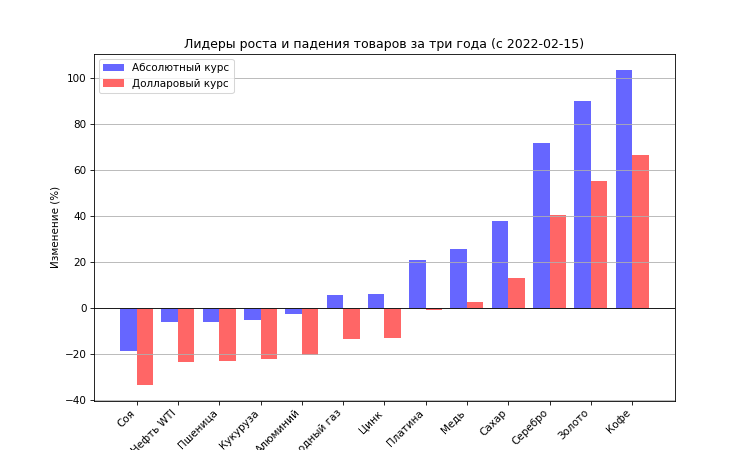 Лидеры роста и падения товаров за три года (с 2022-02-15)
Абсолютный курс
Долларовый курс
Изменение (%)
100
80
60
40
20
0
−20
−40
Соя
Нефть WTI
Пшеница
Кукуруза
Алюминий
газ
Цинк
Платина
Медь
Сахар
Серебро
Золото
Кофе